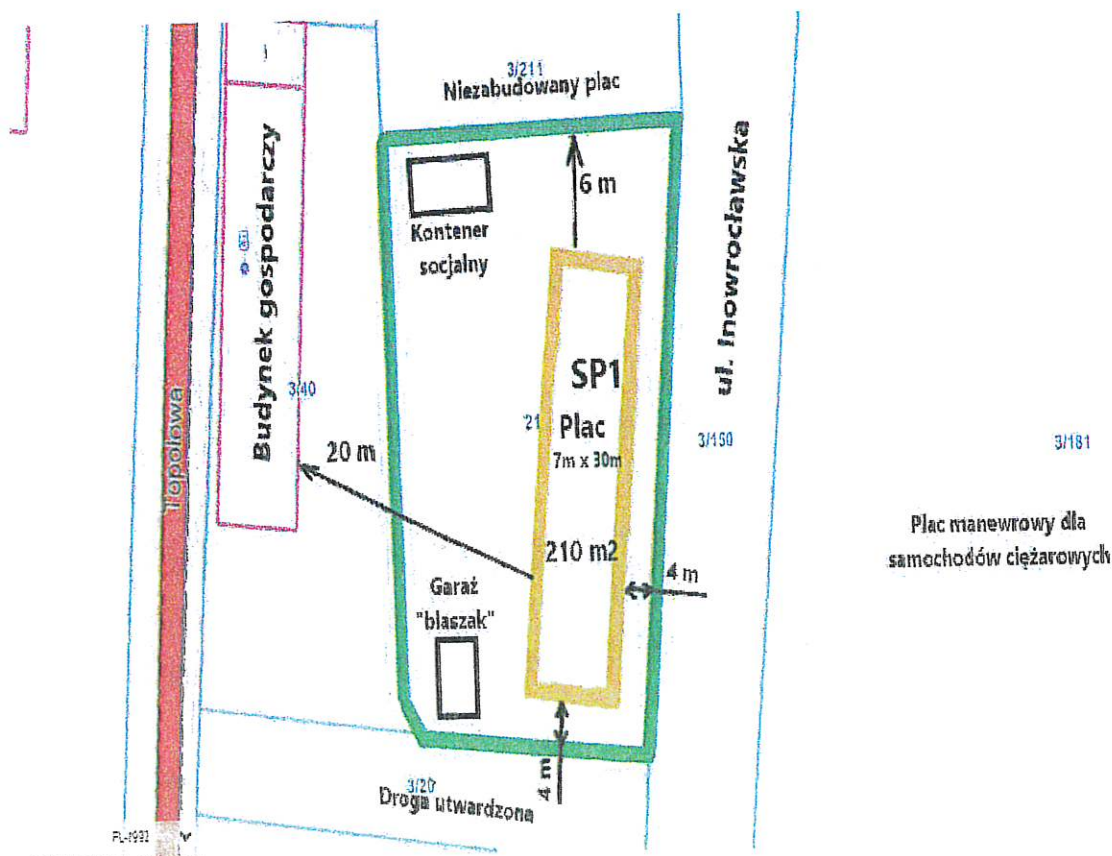 3/211
Niezabudowany plac
6 m
Kontener
socjalny
Budynek gospodarczy
3/40
Topolowa
ul. Inowrocławska
SP1
21
Plac
7m x 30m
210 m2
20 m
3/150
3/181
Plac manewrowy dla
samochodów ciężarowych
4 m
Garaż
"blaszak"
4 m
3/20
Droga utwardzona